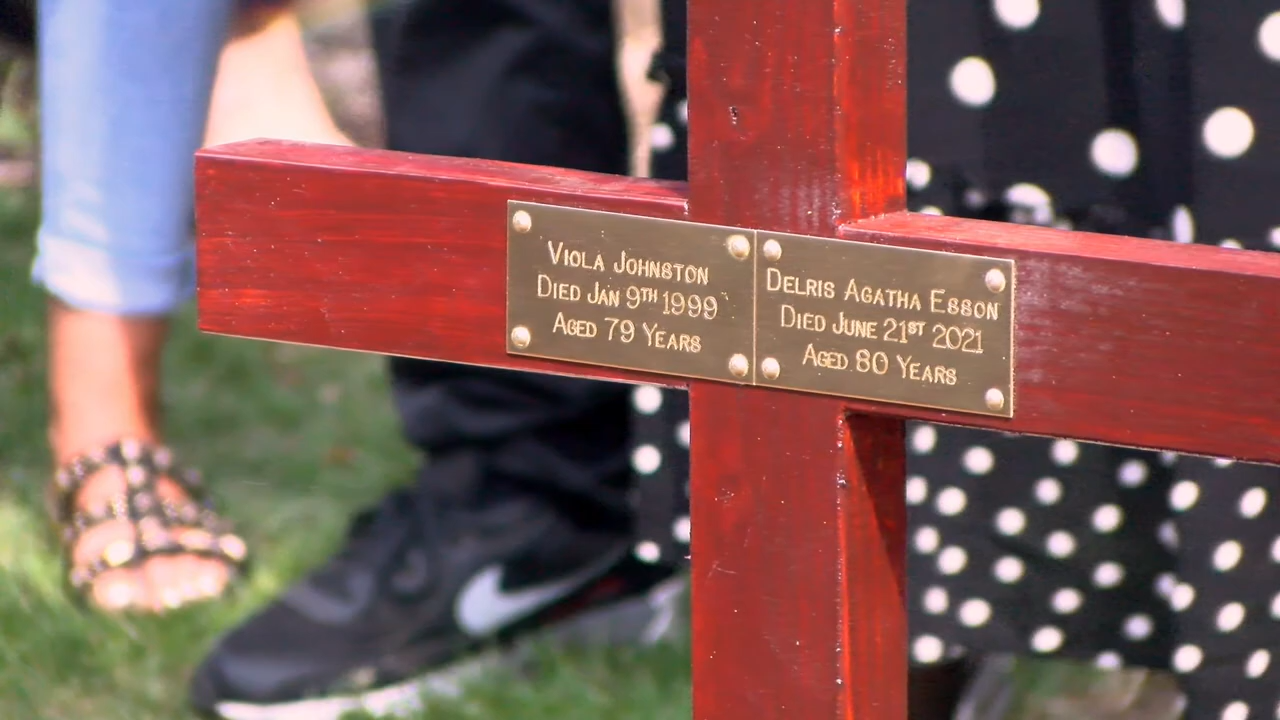 Viola Johnston
Died Jan 9th 1999
Aged 79 Years
Delris Agatha Esson
Died June 21st 2021
Aged 80 Years